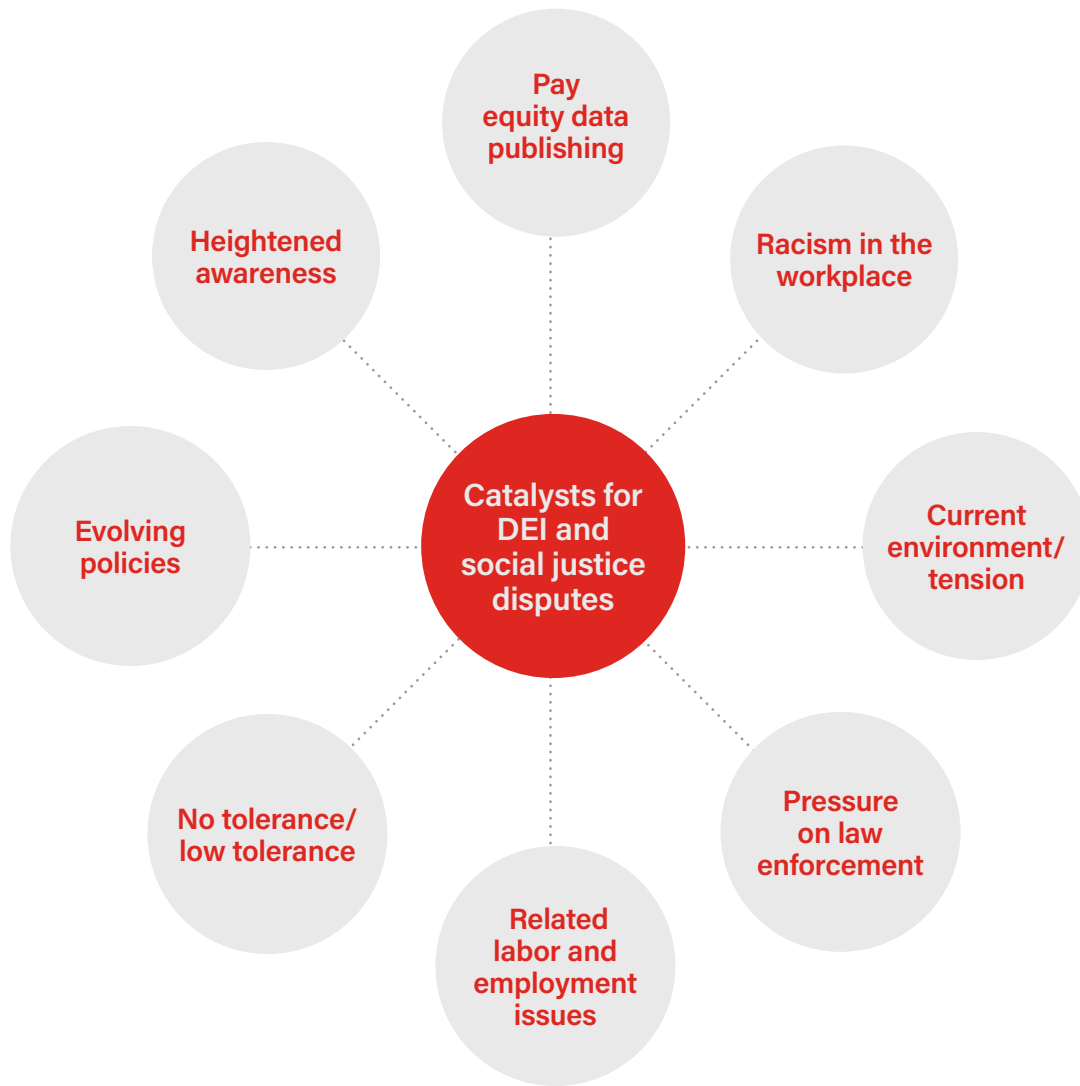 Pay
equity data
publishing
Heightened
awareness
Racism in the
workplace
Catalysts for
DEI and
social justice
disputes
Evolving
policies
Current
environment/
tension
No tolerance/
low tolerance
Pressure
on law
enforcement
Related
labor and
employment
issues